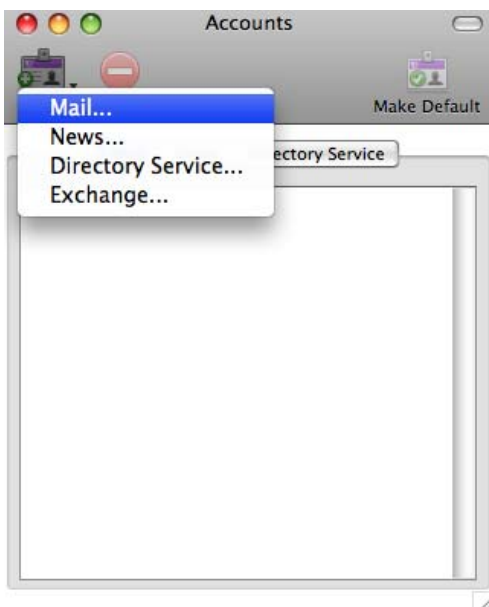 Accounts
Make Default
Mail...
News...
Directory Service...
Exchange...
ectory Service